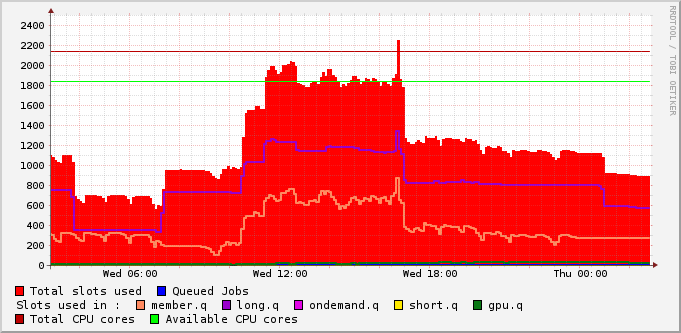 2400
2200
2000
1800
1600
1400
1200
1000
800
600
400
200
0
Wed 06:00 Wed 12:00 Wed 18:00 Thu 00:00
RRDTOOL / TOBI OETIKER
Total slots used Queued Jobs
Slots used in : member.q long.q ondemand.q short.q gpu.q
Total CPU cores Available CPU cores